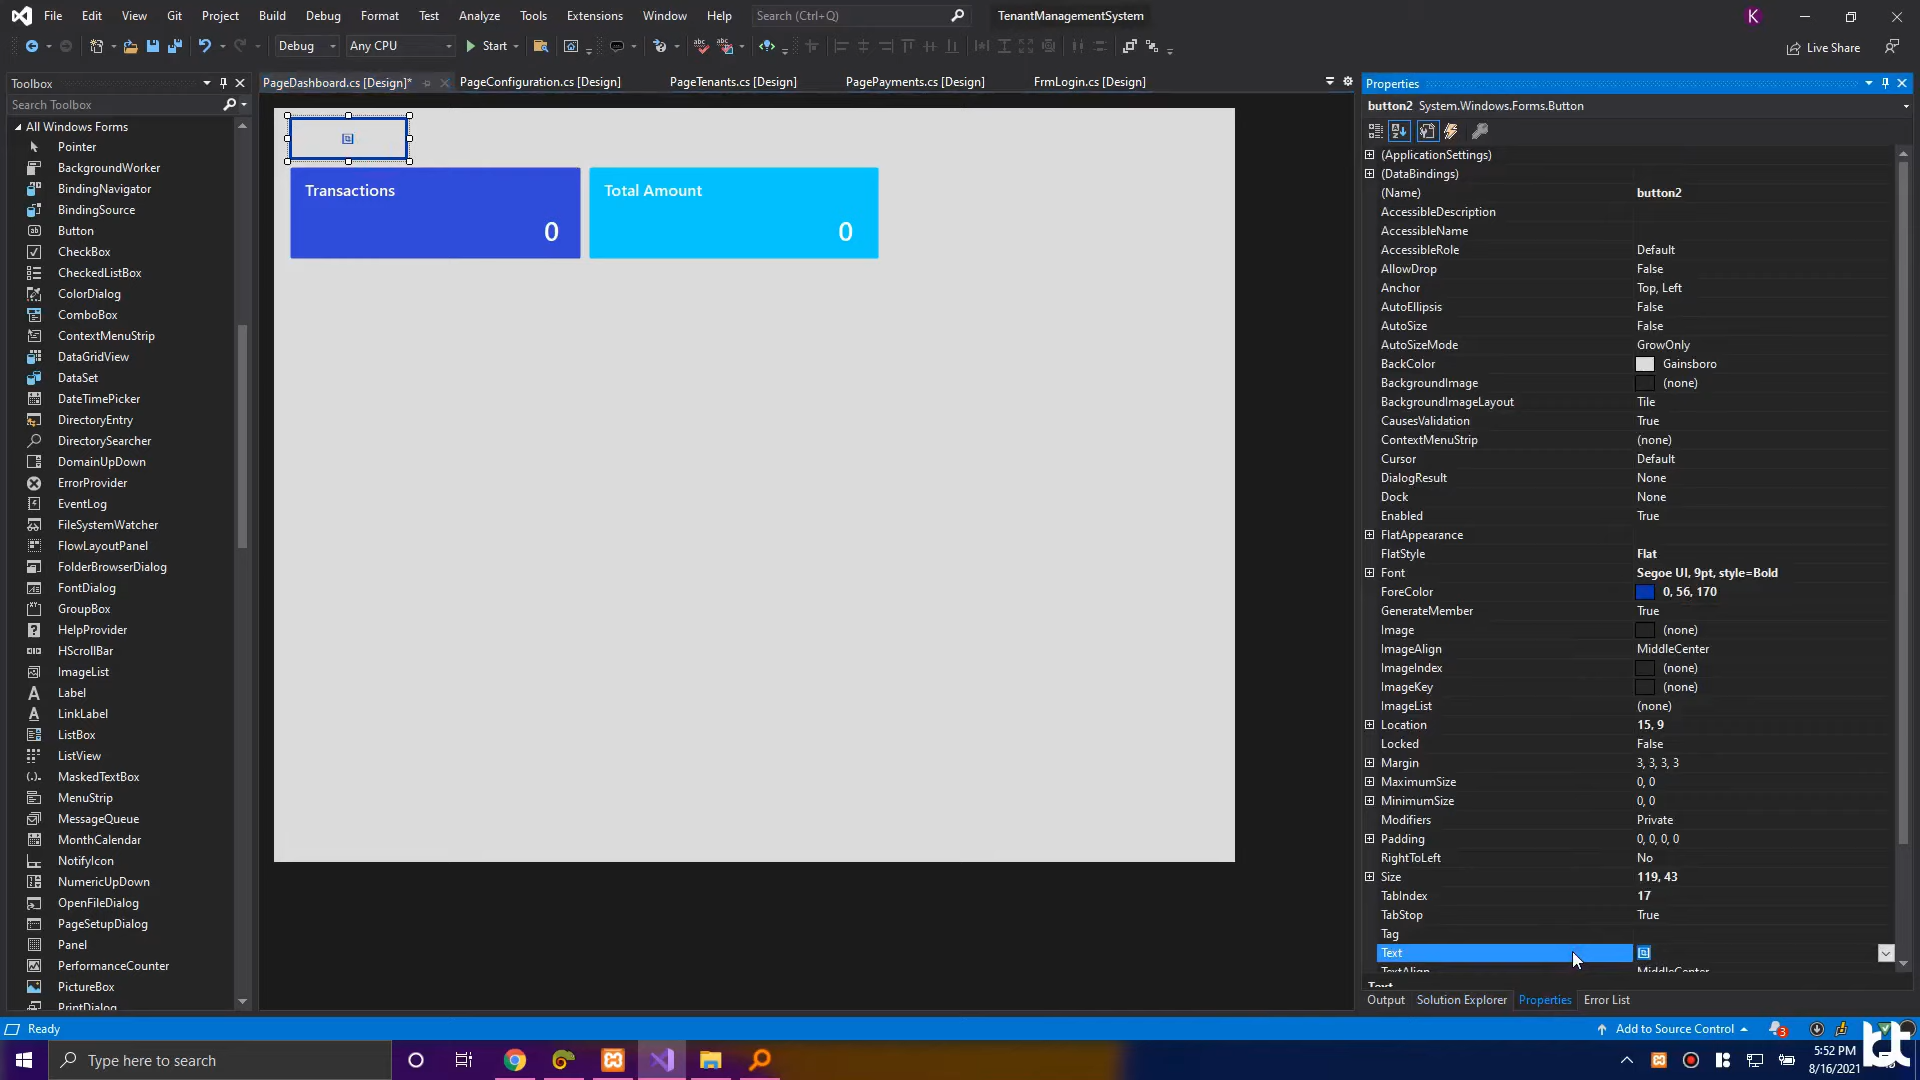 File Edit View Git Project Build Debug Format Test Analyze Tools Extensions Window Help Search (Ctrl+Q) TenantManagementSystem K
Debug Any CPU Start Live Share
Toolbox
Search Toolbox
All Windows Forms
Pointer
BackgroundWorker
BindingNavigator
BindingSource
Button
CheckBox
CheckedListBox
ColorDialog
ComboBox
ContextMenuStrip
DataGridView
DataSet
DateTimePicker
DirectoryEntry
DirectorySearcher
DomainUpDown
ErrorProvider
EventLog
FileSystemWatcher
FlowLayoutPanel
FolderBrowserDialog
FontDialog
GroupBox
HelpProvider
HScrollBar
ImageList
Label
LinkLabel
ListBox
ListView
MaskedTextBox
MenuStrip
MessageQueue
MonthCalendar
NotifyIcon
NumericUpDown
OpenFileDialog
PageSetupDialog
Panel
PerformanceCounter
PictureBox
PrintDialog
PageDashboard.cs [Design]* PageConfiguration.cs [Design] PageTenants.cs [Design] PagePayments.cs [Design] FrmLogin.cs [Design]
Transactions
0
Total Amount
0
Properties
button2 System.Windows.Forms.Button
(ApplicationSettings)
(DataBindings)
(Name) button2
AccessibleDescription
AccessibleName
AccessibleRole Default
AllowDrop False
Anchor Top, Left
AutoEllipsis False
AutoSize False
AutoSizeMode GrowOnly
BackColor Gainsboro
BackgroundImage (none)
BackgroundImageLayout Tile
CausesValidation True
ContextMenuStrip (none)
Cursor Default
DialogResult None
Dock None
Enabled True
FlatAppearance
FlatStyle Flat
Font Segoe UI, 9pt, style=Bold
ForeColor 0, 56, 170
GenerateMember True
Image (none)
ImageAlign MiddleCenter
ImageIndex (none)
ImageKey (none)
ImageList (none)
Location 15, 9
Locked False
Margin 3, 3, 3, 3
MaximumSize 0, 0
MinimumSize 0, 0
Modifiers Private
Padding 0, 0, 0, 0
RightToLeft No
Size 119, 43
TabIndex 17
TabStop True
Tag
Text
TextAlign MiddleCenter
Text
Output Solution Explorer Properties Error List
Ready Add to Source Control 3
Type here to search
5:52 PM
8/16/2021